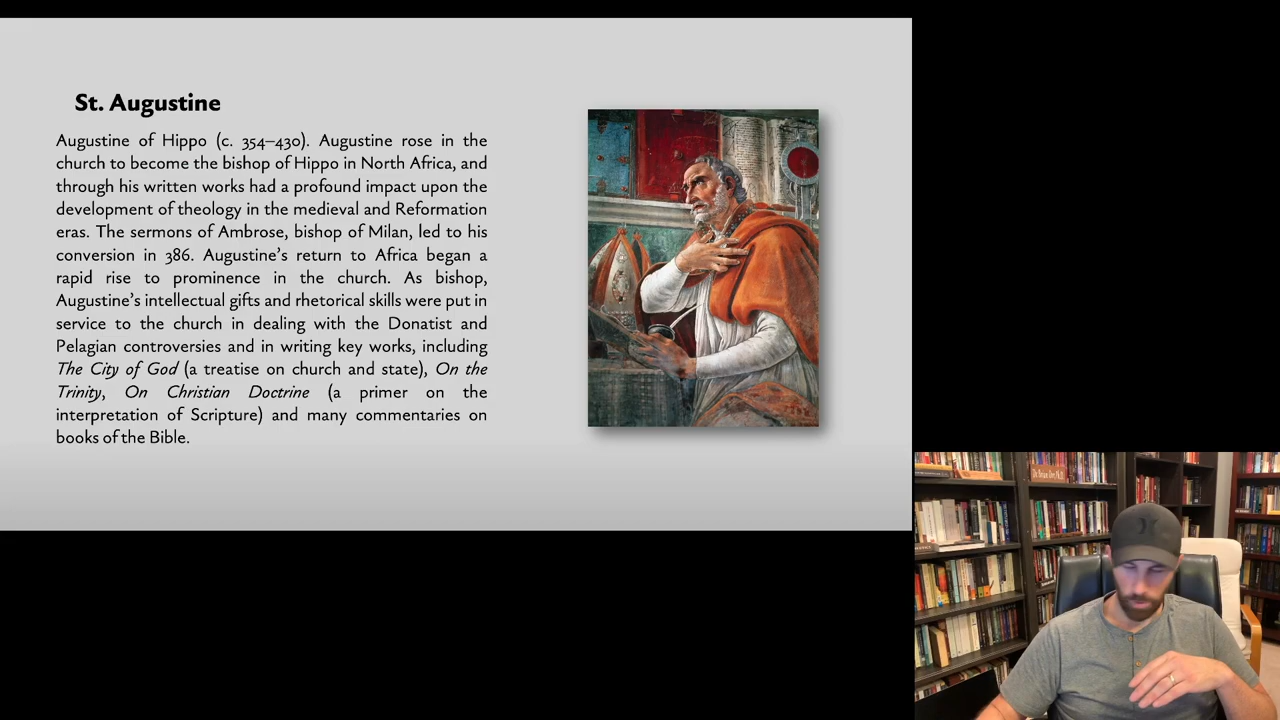 St. Augustine
Augustine of Hippo (c. 354–430). Augustine rose in the
church to become the bishop of Hippo in North Africa, and
through his written works had a profound impact upon the
development of theology in the medieval and Reformation
eras. The sermons of Ambrose, bishop of Milan, led to his
conversion in 386. Augustine’s return to Africa began a
rapid rise to prominence in the church. As bishop,
Augustine’s intellectual gifts and rhetorical skills were put in
service to the church in dealing with the Donatist and
Pelagian controversies and in writing key works, including
The City of God (a treatise on church and state), On the
Trinity, On Christian Doctrine (a primer on the
interpretation of Scripture) and many commentaries on
books of the Bible.